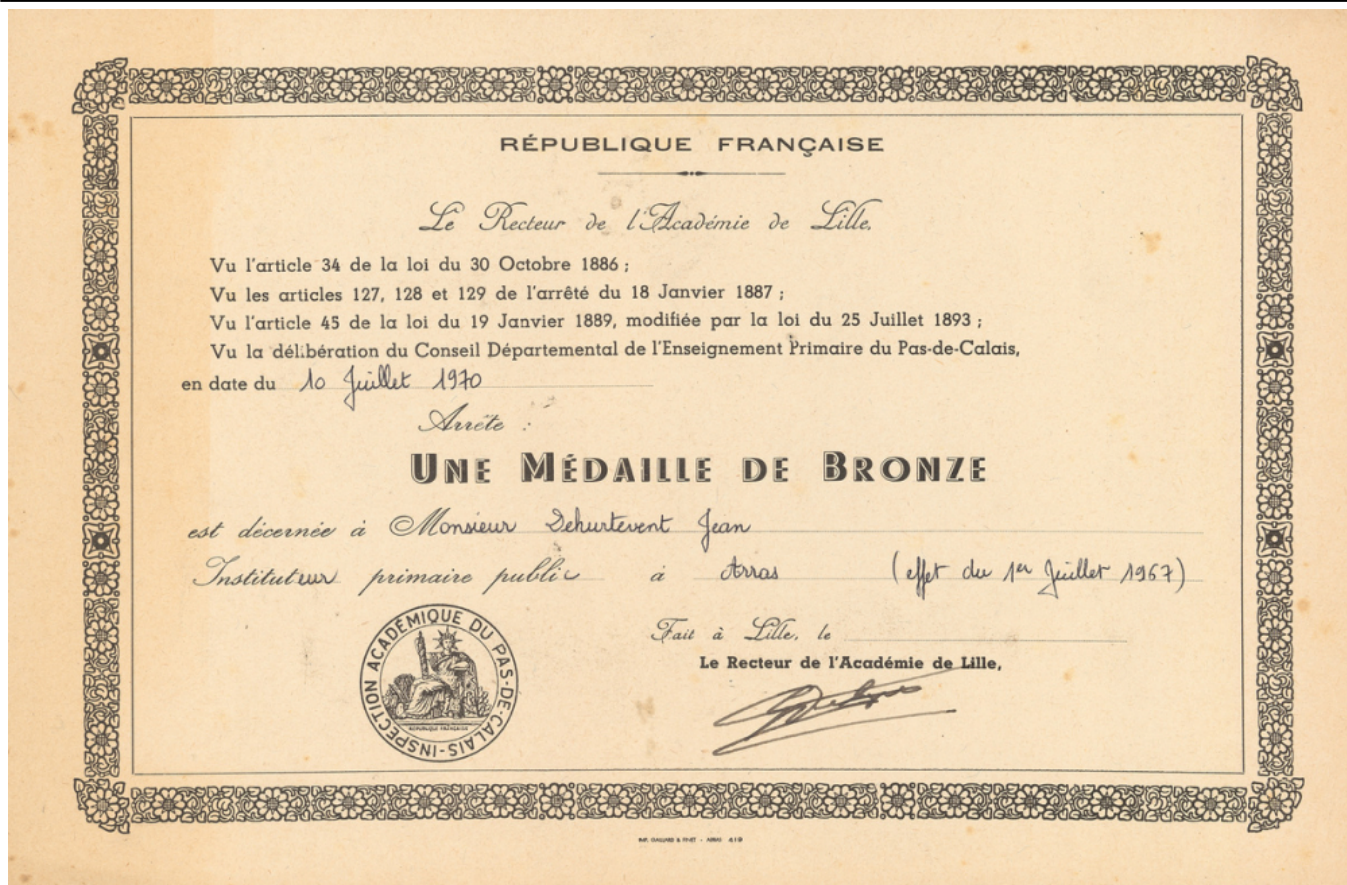 RÉPUBLIQUE FRANÇAISE
Le Recteur de l'Académie de Lille,
Vu l'article 34 de la loi du 30 Octobre 1886 ;
Vu les articles 127, 128 et 129 de l'arrêté du 18 Janvier 1887 ;
Vu l'article 45 de la loi du 19 Janvier 1889, modifiée par la loi du 25 Juillet 1893 ;
Vu la délibération du Conseil Départemental de l'Enseignement Primaire du Pas-de-Calais,
en date du 10 Juillet 1970
Arrête :
UNE MÉDAILLE DE BRONZE
est décernée à Monsieur Dehurtevent Jean
Instituteur primaire public à Arras (effet du 1er Juillet 1967)
INSPECTION ACADÉMIQUE DU PAS-DE-CALAIS
RÉPUBLIQUE FRANÇAISE
Fait à Lille, le
Le Recteur de l'Académie de Lille,
IMP. - ARRAS 419